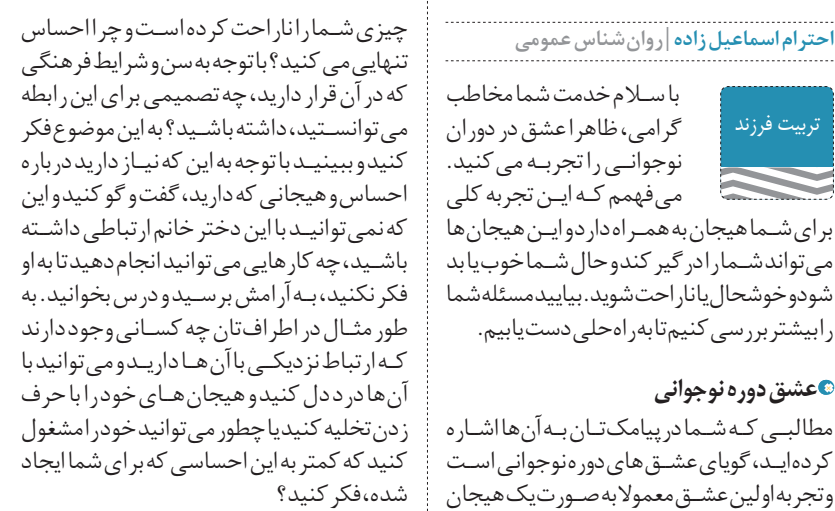 احترام اسماعیل زاده | روان شناس عمومی
تربیت فرزند
با سلام خدمت شما مخاطب
گرامی، ظاهرا عشق در دوران
نوجوانی را تجربه می کنید.
می فهمم که این تجربه کلی
برای شما هیجان به همراه دارد و این هیجان ها
می تواند شما را درگیر کند و حال شما خوب یا بد
شود و خوشحال یا ناراحت شوید. بیایید مسئله شما
را بیشتر بررسی کنیم تا به راه حلی دست یابیم.
عشق دوره نوجوانی
مطالبی که شما در پیامک تان به آن ها اشاره
کرده اید، گویای عشق های دوره نوجوانی است
و تجربه اولین عشق معمولا به صورت یک هیجان
چیزی شما را ناراحت کرده است و چرا احساس
تنهایی می کنید؟ با توجه به سن و شرایط فرهنگی
که در آن قرار دارید، چه تصمیمی برای این رابطه
می توانستید، داشته باشید؟ به این موضوع فکر
کنید و ببینید با توجه به این که نیاز دارید درباره
احساس و هیجانی که دارید، گفت و گو کنید و این
که نمی توانید با این دختر خانم ارتباطی داشته
باشید، چه کارهایی می توانید انجام دهید تا به او
فکر نکنید، به آرامش برسید و درس بخوانید. به
طور مثال در اطراف تان چه کسانی وجود دارند
که ارتباط نزدیکی با آن ها دارید و می توانید با
آن ها درد دل کنید و هیجان های خود را با حرف
زدن تخلیه کنید یا چطور می توانید خود را مشغول
کنید که کمتر به این احساسی که برای شما ایجاد
شده، فکر کنید؟